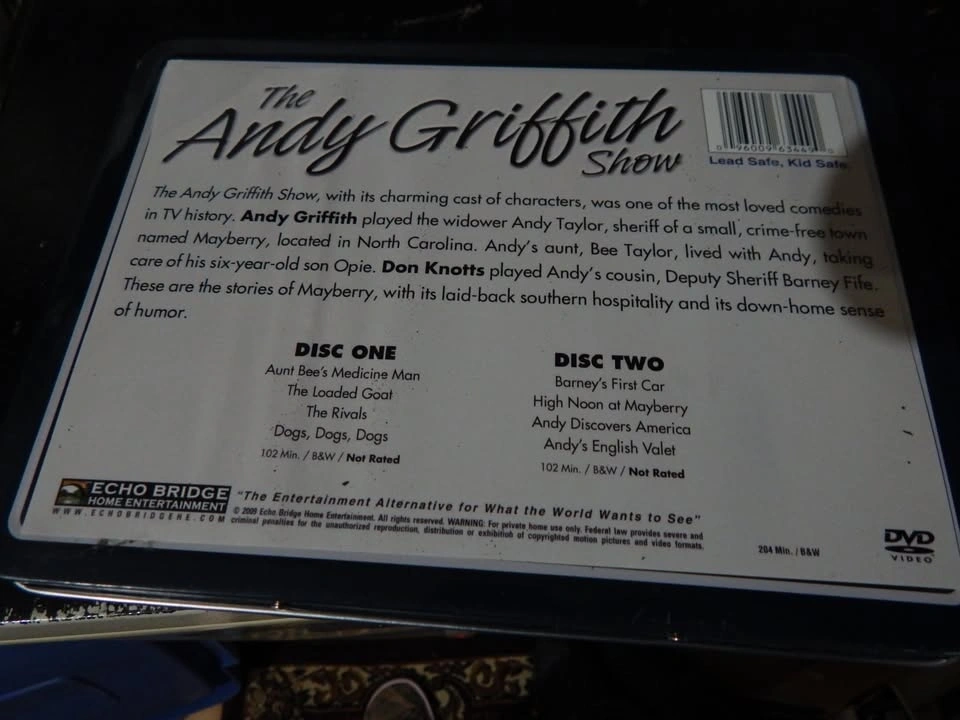 The
Andy Griffith
Show
0 96009 63449 0
Lead Safe, Kid Safe
The Andy Griffith Show, with its charming cast of characters, was one of the most loved comedies
in TV history. Andy Griffith played the widower Andy Taylor, sheriff of a small, crime-free town
named Mayberry, located in North Carolina. Andy's aunt, Bee Taylor, lived with Andy, taking
care of his six-year-old son Opie. Don Knotts played Andy's cousin, Deputy Sheriff Barney Fife.
These are the stories of Mayberry, with its laid-back southern hospitality and its down-home sense
of humor.
DISC ONE
Aunt Bee's Medicine Man
The Loaded Goat
The Rivals
Dogs, Dogs, Dogs
102 Min. / B&W / Not Rated
DISC TWO
Barney's First Car
High Noon at Mayberry
Andy Discovers America
Andy's English Valet
102 Min. / B&W / Not Rated
ECHO BRIDGE
HOME ENTERTAINMENT
WWW.ECHOBRIDGEHE.COM
"The Entertainment Alternative for What the World Wants to See"
© 2009 Echo Bridge Home Entertainment. All rights reserved. WARNING: For private home use only. Federal law provides severe and
criminal penalties for the unauthorized reproduction, distribution or exhibition of copyrighted motion pictures and video formats.
204 Min. / B&W
DVD
VIDEO